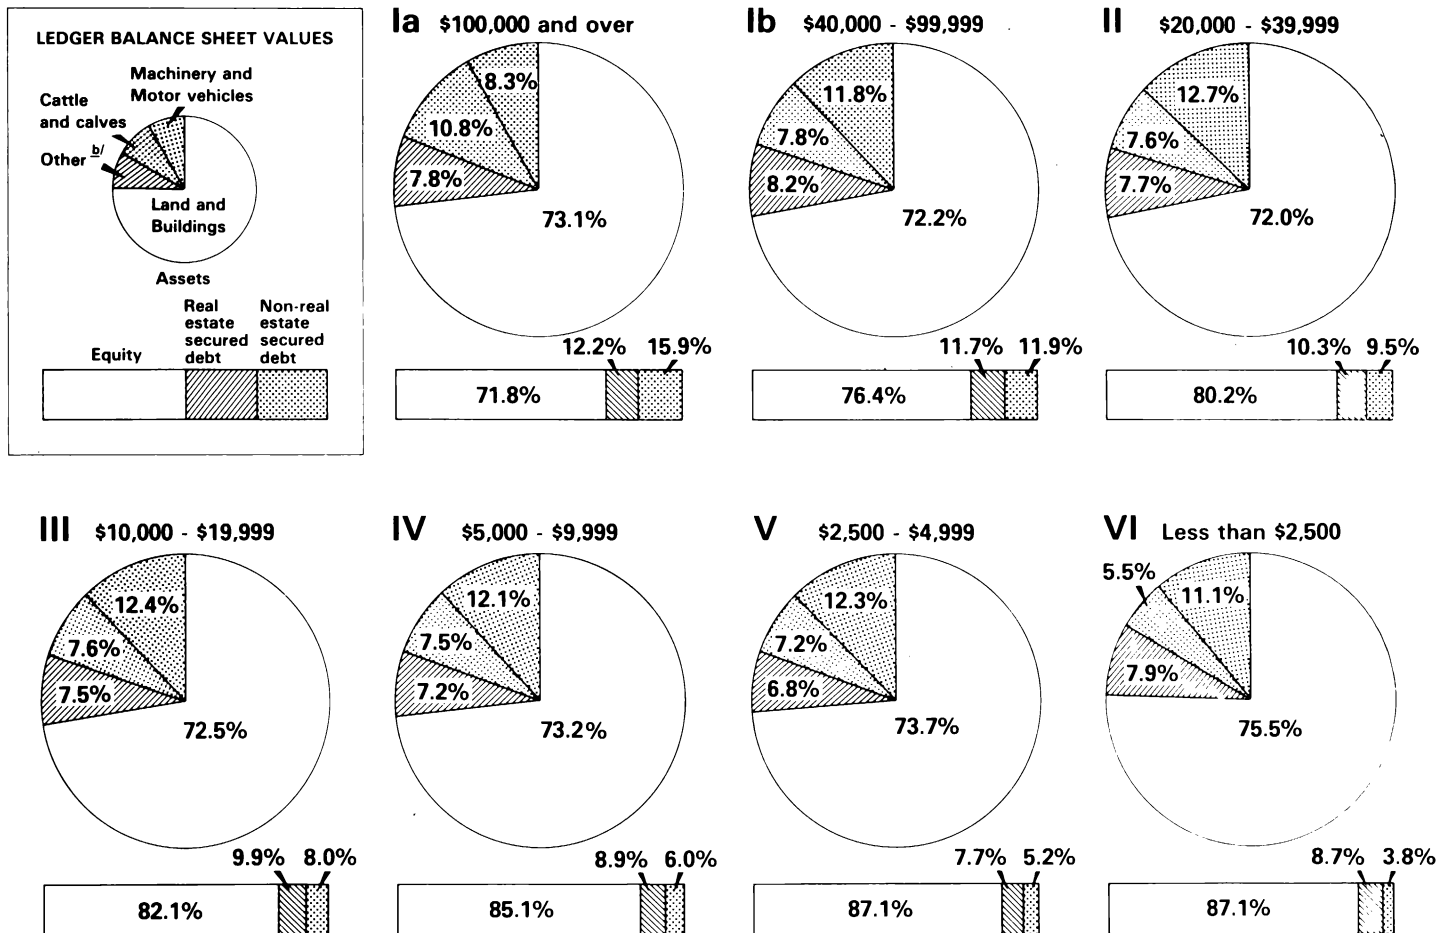 LEDGER BALANCE SHEET VALUES
Machinery and
Motor vehicles
Cattle
and calves
Other b/
Land and
Buildings
Assets
Real
estate
secured
debt
Non-real
estate
secured
debt
Equity
Ia $100,000 and over
8.3%
10.8%
7.8%
73.1%
12.2% 15.9%
71.8%
Ib $40,000 - $99,999
11.8%
7.8%
8.2%
72.2%
11.7% 11.9%
76.4%
II $20,000 - $39,999
12.7%
7.6%
7.7%
72.0%
10.3% 9.5%
80.2%
III $10,000 - $19,999
12.4%
7.6%
7.5%
72.5%
9.9% 8.0%
82.1%
IV $5,000 - $9,999
12.1%
7.5%
7.2%
73.2%
8.9% 6.0%
85.1%
V $2,500 - $4,999
12.3%
7.2%
6.8%
73.7%
7.7% 5.2%
87.1%
VI Less than $2,500
5.5%
11.1%
7.9%
75.5%
8.7% 3.8%
87.1%